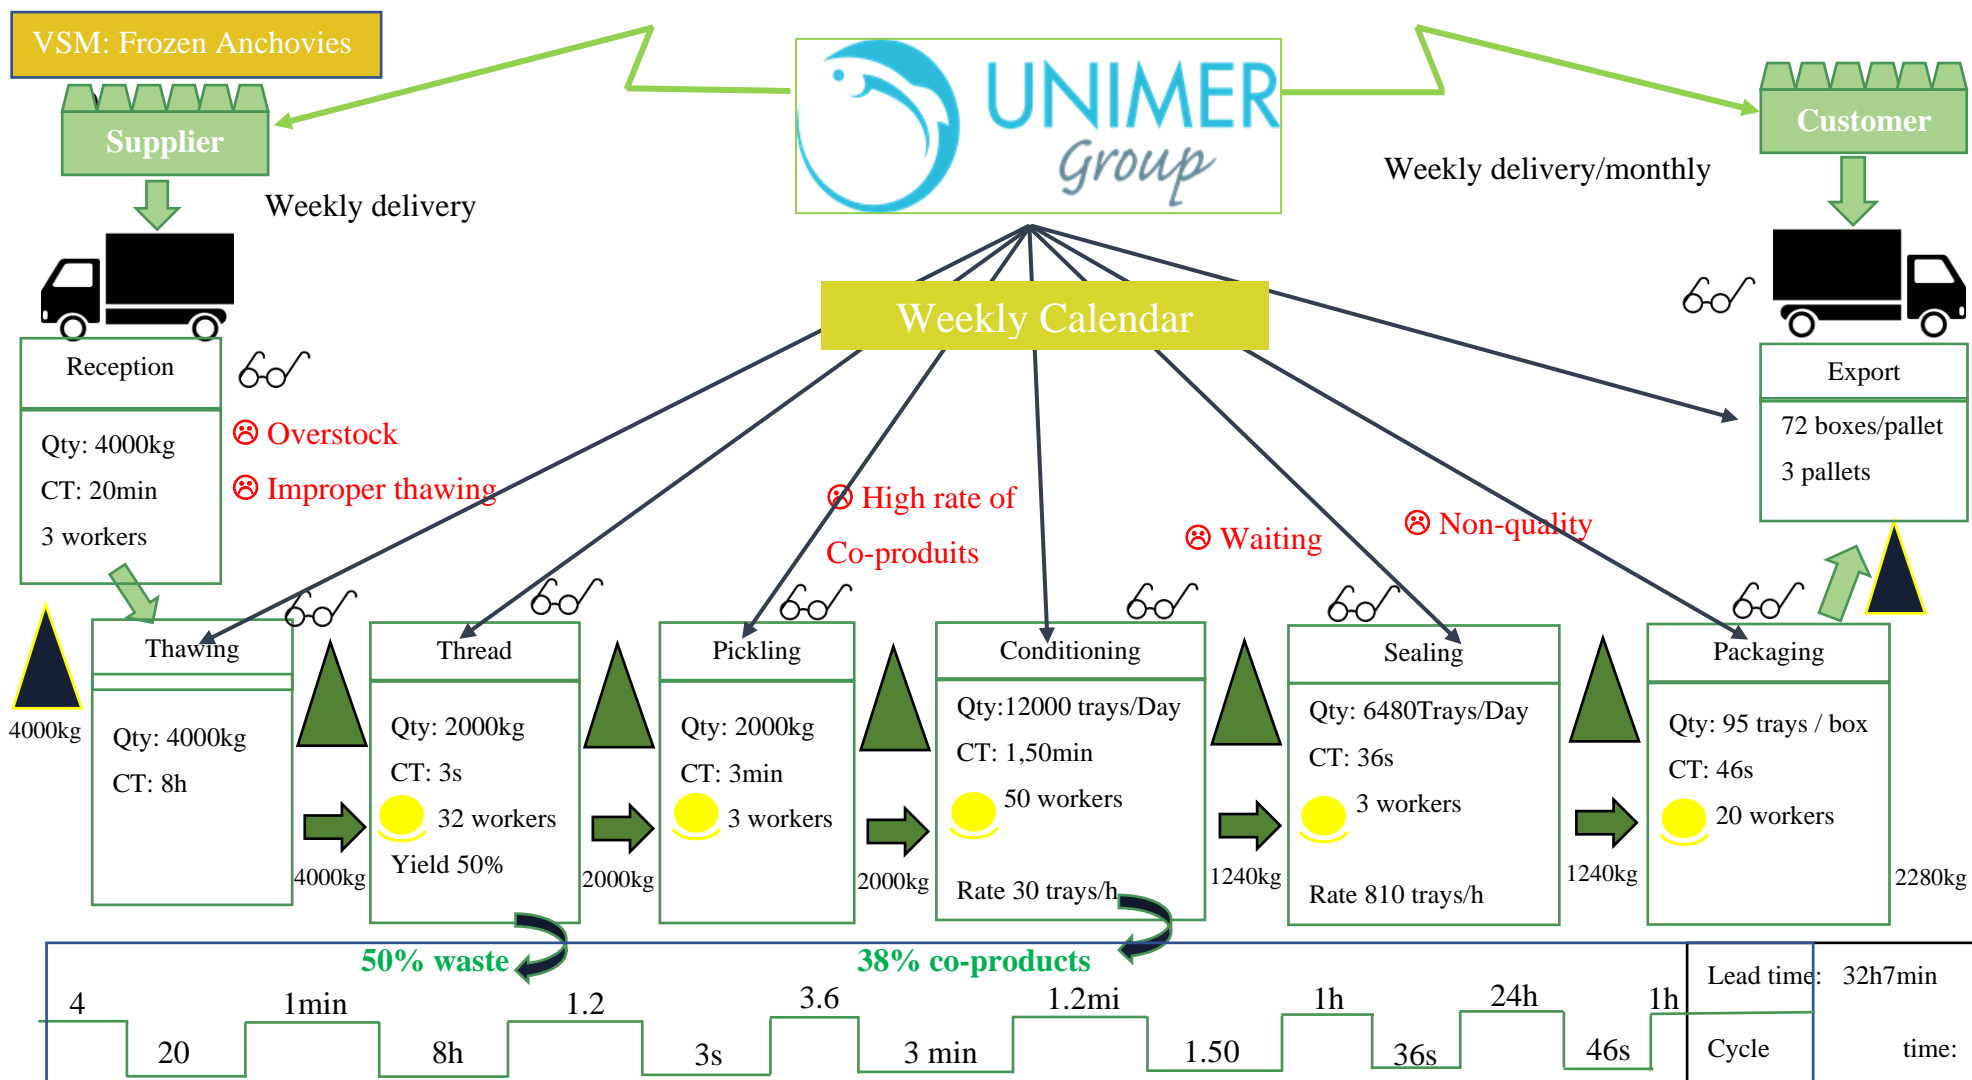 VSM: Frozen Anchovies
Supplier
Weekly delivery
UNIMER
Group
Weekly delivery/monthly
Customer
Weekly Calendar
Reception
Qty: 4000kg
CT: 20min
3 workers
Overstock
Improper thawing
High rate of
Co-produits
Waiting
Non-quality
Export
72 boxes/pallet
3 pallets
4000kg
Thawing
Qty: 4000kg
CT: 8h
4000kg
Thread
Qty: 2000kg
CT: 3s
32 workers
Yield 50%
2000kg
Pickling
Qty: 2000kg
CT: 3min
3 workers
2000kg
Conditioning
Qty:12000 trays/Day
CT: 1,50min
50 workers
Rate 30 trays/h
1240kg
Sealing
Qty: 6480Trays/Day
CT: 36s
3 workers
Rate 810 trays/h
1240kg
Packaging
Qty: 95 trays / box
CT: 46s
20 workers
2280kg
50% waste
38% co-products
4
20
1min
8h
1.2
3s
3.6
3 min
1.2mi
1.50
1h
36s
24h
46s
1h
Lead time: 32h7min
Cycle time: